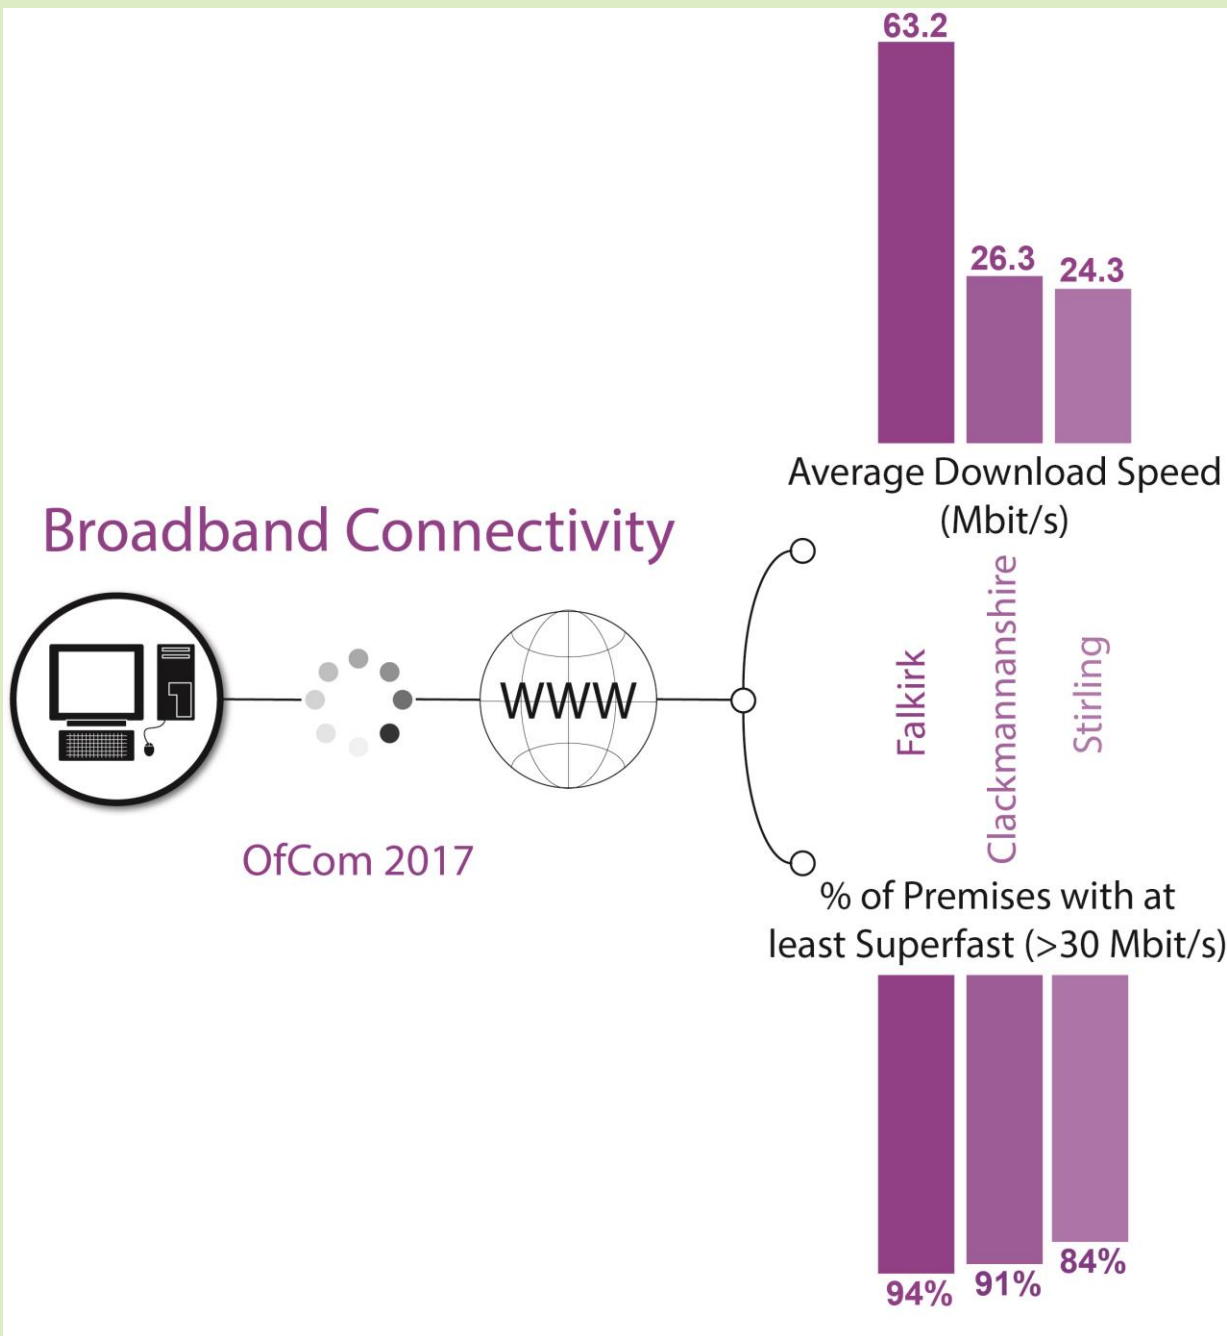 63.2
26.3
24.3
Average Download Speed
(Mbit/s)
Broadband Connectivity
WWW
Falkirk
Clackmannanshire
Stirling
OfCom 2017
% of Premises with at
least Superfast (>30 Mbit/s)
94%
91%
84%